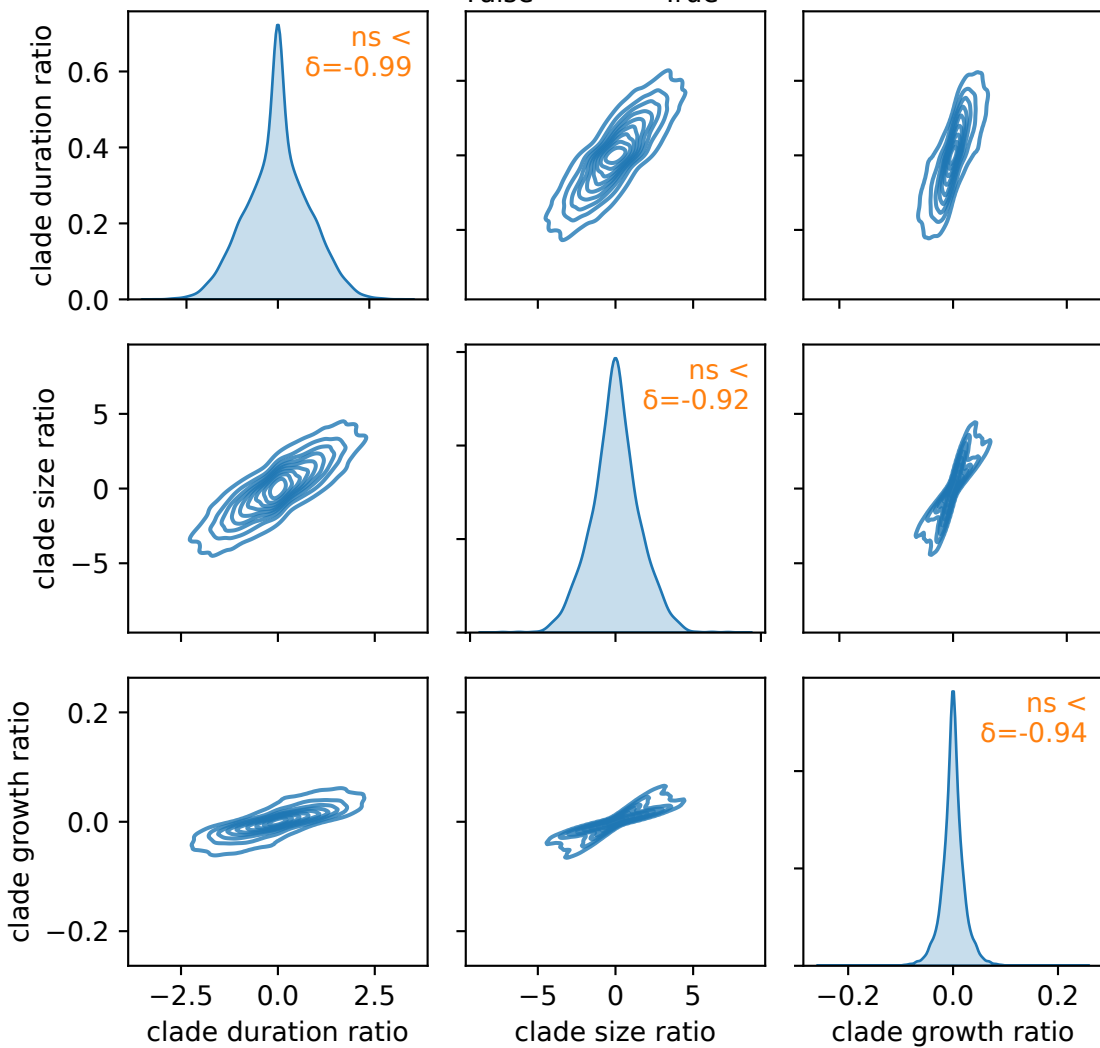 clade duration ratio
0.6
0.4
0.2
0.0
ns <
δ=-0.99
clade size ratio
5
0
−5
ns <
δ=-0.92
clade growth ratio
0.2
0.0
−0.2
ns <
δ=-0.94
−2.5 0.0 2.5
−5 0 5
−0.2 0.0 0.2
clade duration ratio
clade size ratio
clade growth ratio